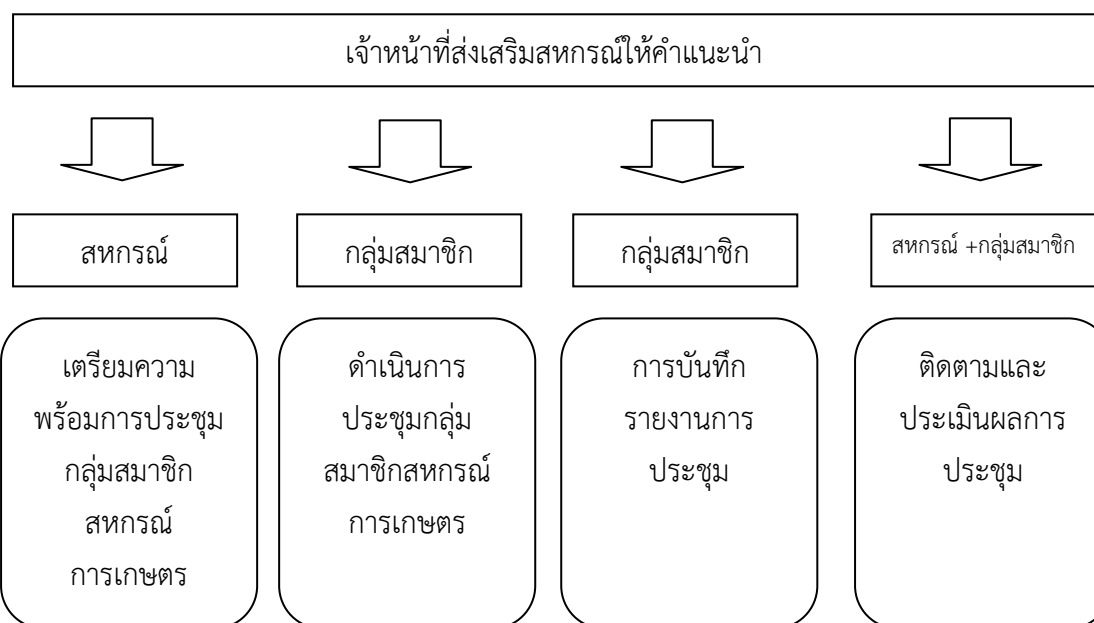 เจ้าหน้าที่ส่งเสริมสหกรณ์ให้คำแนะนำ
สหกรณ์
กลุ่มสมาชิก
กลุ่มสมาชิก
สหกรณ์ +กลุ่มสมาชิก
เตรียมความ
พร้อมการประชุม
กลุ่มสมาชิก
สหกรณ์
การเกษตร
ดำเนินการ
ประชุมกลุ่ม
สมาชิกสหกรณ์
การเกษตร
การบันทึก
รายงานการ
ประชุม
ติดตามและ
ประเมินผลการ
ประชุม